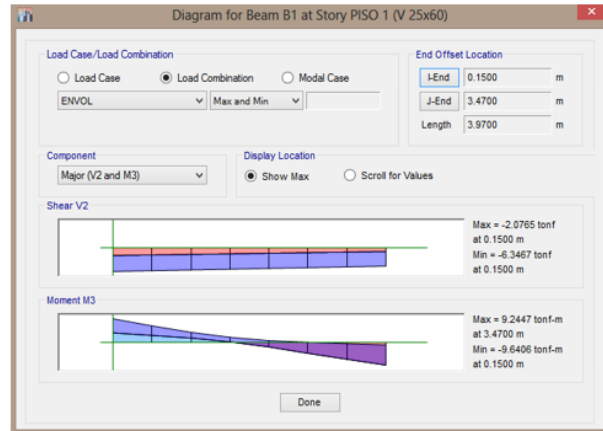 Diagram for Beam B1 at Story PISO 1 (V 25x60)
Load Case/Load Combination
Load Case
Load Combination
Modal Case
ENVOL
Max and Min
End Offset Location
I-End 0.1500 m
J-End 3.4700 m
Length 3.9700 m
Component
Major (V2 and M3)
Display Location
Show Max
Scroll for Values
Shear V2
Max = -2.0765 tonf
at 0.1500 m
Min = -6.3467 tonf
at 0.1500 m
Moment M3
Max = 9.2447 tonf-m
at 3.4700 m
Min = -9.6406 tonf-m
at 0.1500 m
Done